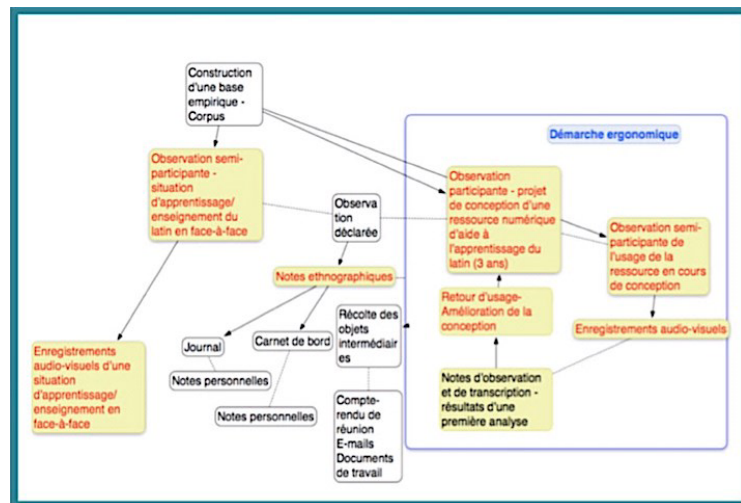 Construction
d'une base
empirique -
Corpus
Démarche ergonomique
Observation semi-
participante -
situation
d'apprentissage/
enseignement du
latin en face-à-face
Observation
participante - projet
de conception d'une
ressource numérique
d'aide à
l'apprentissage du
latin (3 ans)
Observa
tion
déclarée
Observation semi-
participante de
l'usage de la
ressource en cours
de conception
Notes ethnographiques
Retour d'usage-
Amélioration de la
conception
Récolte des
objets
intermédiair
es
Enregistrements audio-visuels
Journal
Carnet de bord
Enregistrements
audio-visuels d'une
situation
d'apprentissage/
enseignement en
face-à-face
Notes personnelles
Notes personnelles
Notes d'observation
et de transcription -
résultats d'une
première analyse
Compte-
rendu de
réunion
E-mails
Documents
de travail